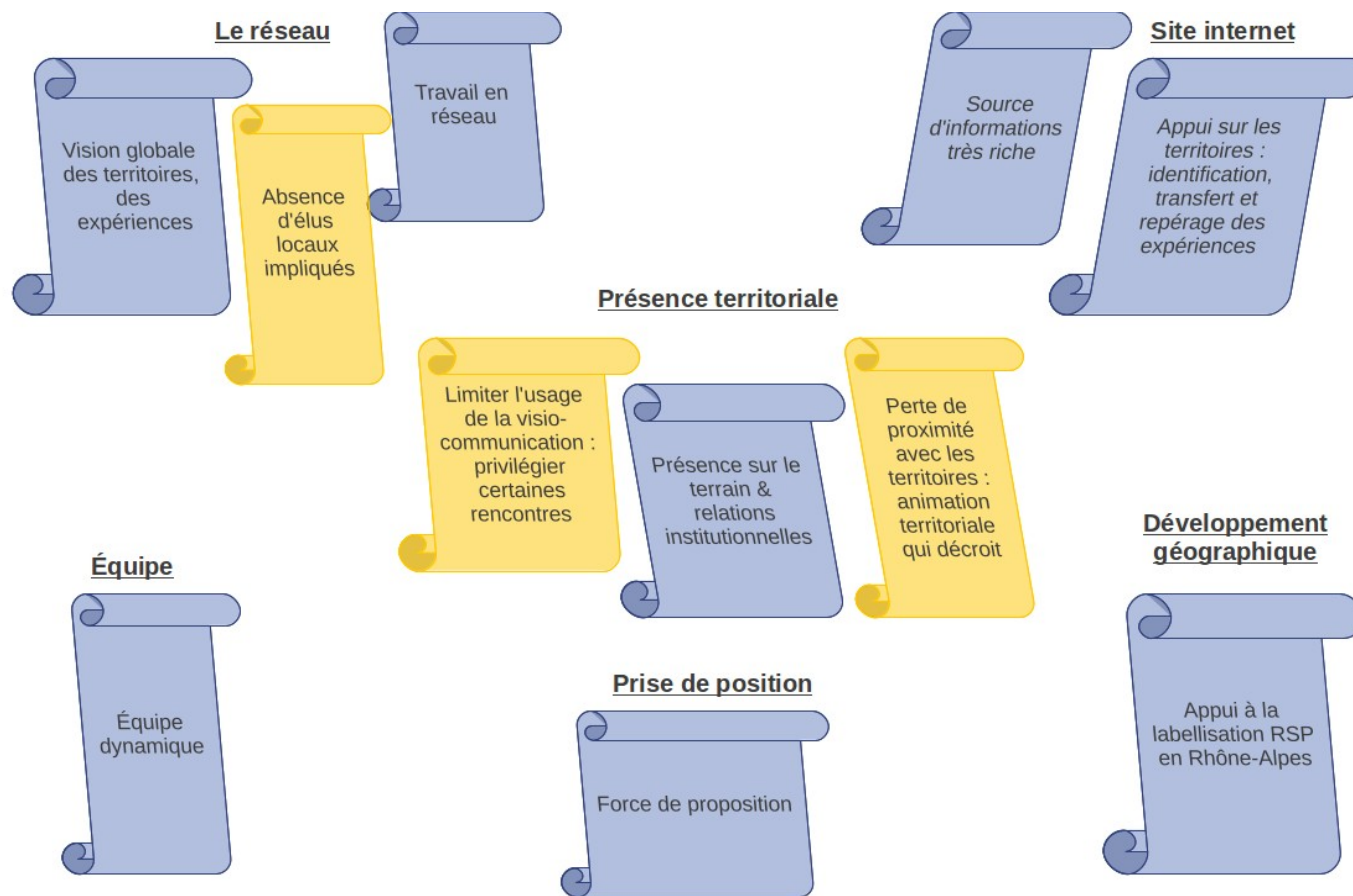 Le réseau
Vision globale
des territoires,
des
expériences
Absence
d'élus
locaux
impliqués
Travail en
réseau
Site internet
Source
d'informations
très riche
Appui sur les
territoires :
identification,
transfert et
repérage des
expériences
Présence territoriale
Limiter l'usage
de la visio-
communication :
privilégier
certaines
rencontres
Présence sur le
terrain &
relations
institutionnelles
Perte de
proximité
avec les
territoires :
animation
territoriale
qui décroit
Équipe
Équipe
dynamique
Prise de position
Force de proposition
Développement
géographique
Appui à la
labellisation RSP
en Rhône-Alpes